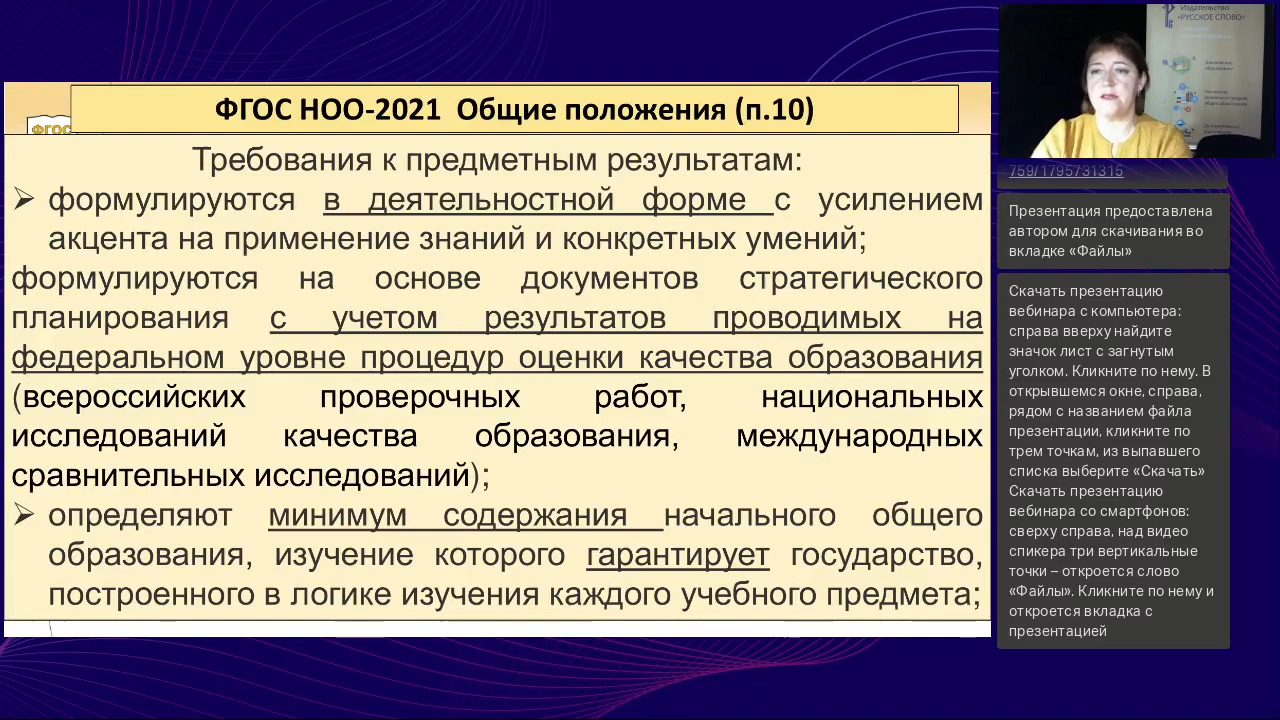 ФГОС НОО-2021 Общие положения (п.10)
ФГОС
Требования к предметным результатам:
➢ формулируются в деятельностной форме с усилением
акцента на применение знаний и конкретных умений;
формулируются на основе документов стратегического
планирования с учетом результатов проводимых на
федеральном уровне процедур оценки качества образования
(всероссийских проверочных работ, национальных
исследований качества образования, международных
сравнительных исследований);
➢ определяют минимум содержания начального общего
образования, изучение которого гарантирует государство,
построенного в логике изучения каждого учебного предмета;
Издательство
«РУССКОЕ СЛОВО»
759/1795731315
Презентация предоставлена
автором для скачивания во
вкладке «Файлы»
Скачать презентацию
вебинара с компьютера:
справа вверху найдите
значок лист с загнутым
уголком. Кликните по нему. В
открывшемся окне, справа,
рядом с названием файла
презентации, кликните по
трем точкам, из выпавшего
списка выберите «Скачать»
Скачать презентацию
вебинара со смартфонов:
сверху справа, над видео
спикера три вертикальные
точки – откроется слово
«Файлы». Кликните по нему и
откроется вкладка с
презентацией